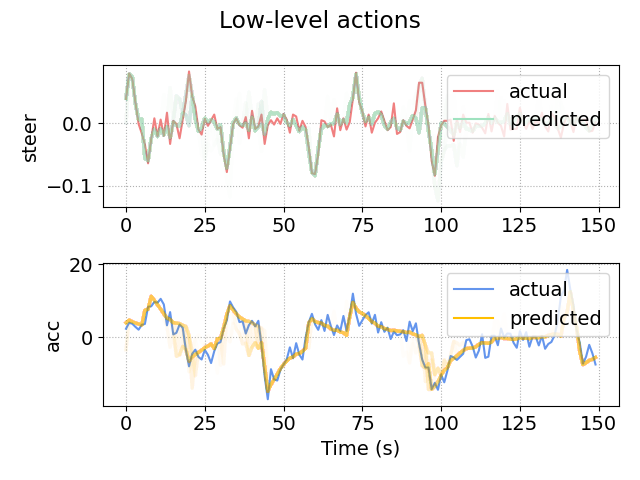 Low-level actions
steer
0.0
−0.1
actual
predicted
0 25 50 75 100 125 150
acc
20
0
actual
predicted
0 25 50 75 100 125 150
Time (s)